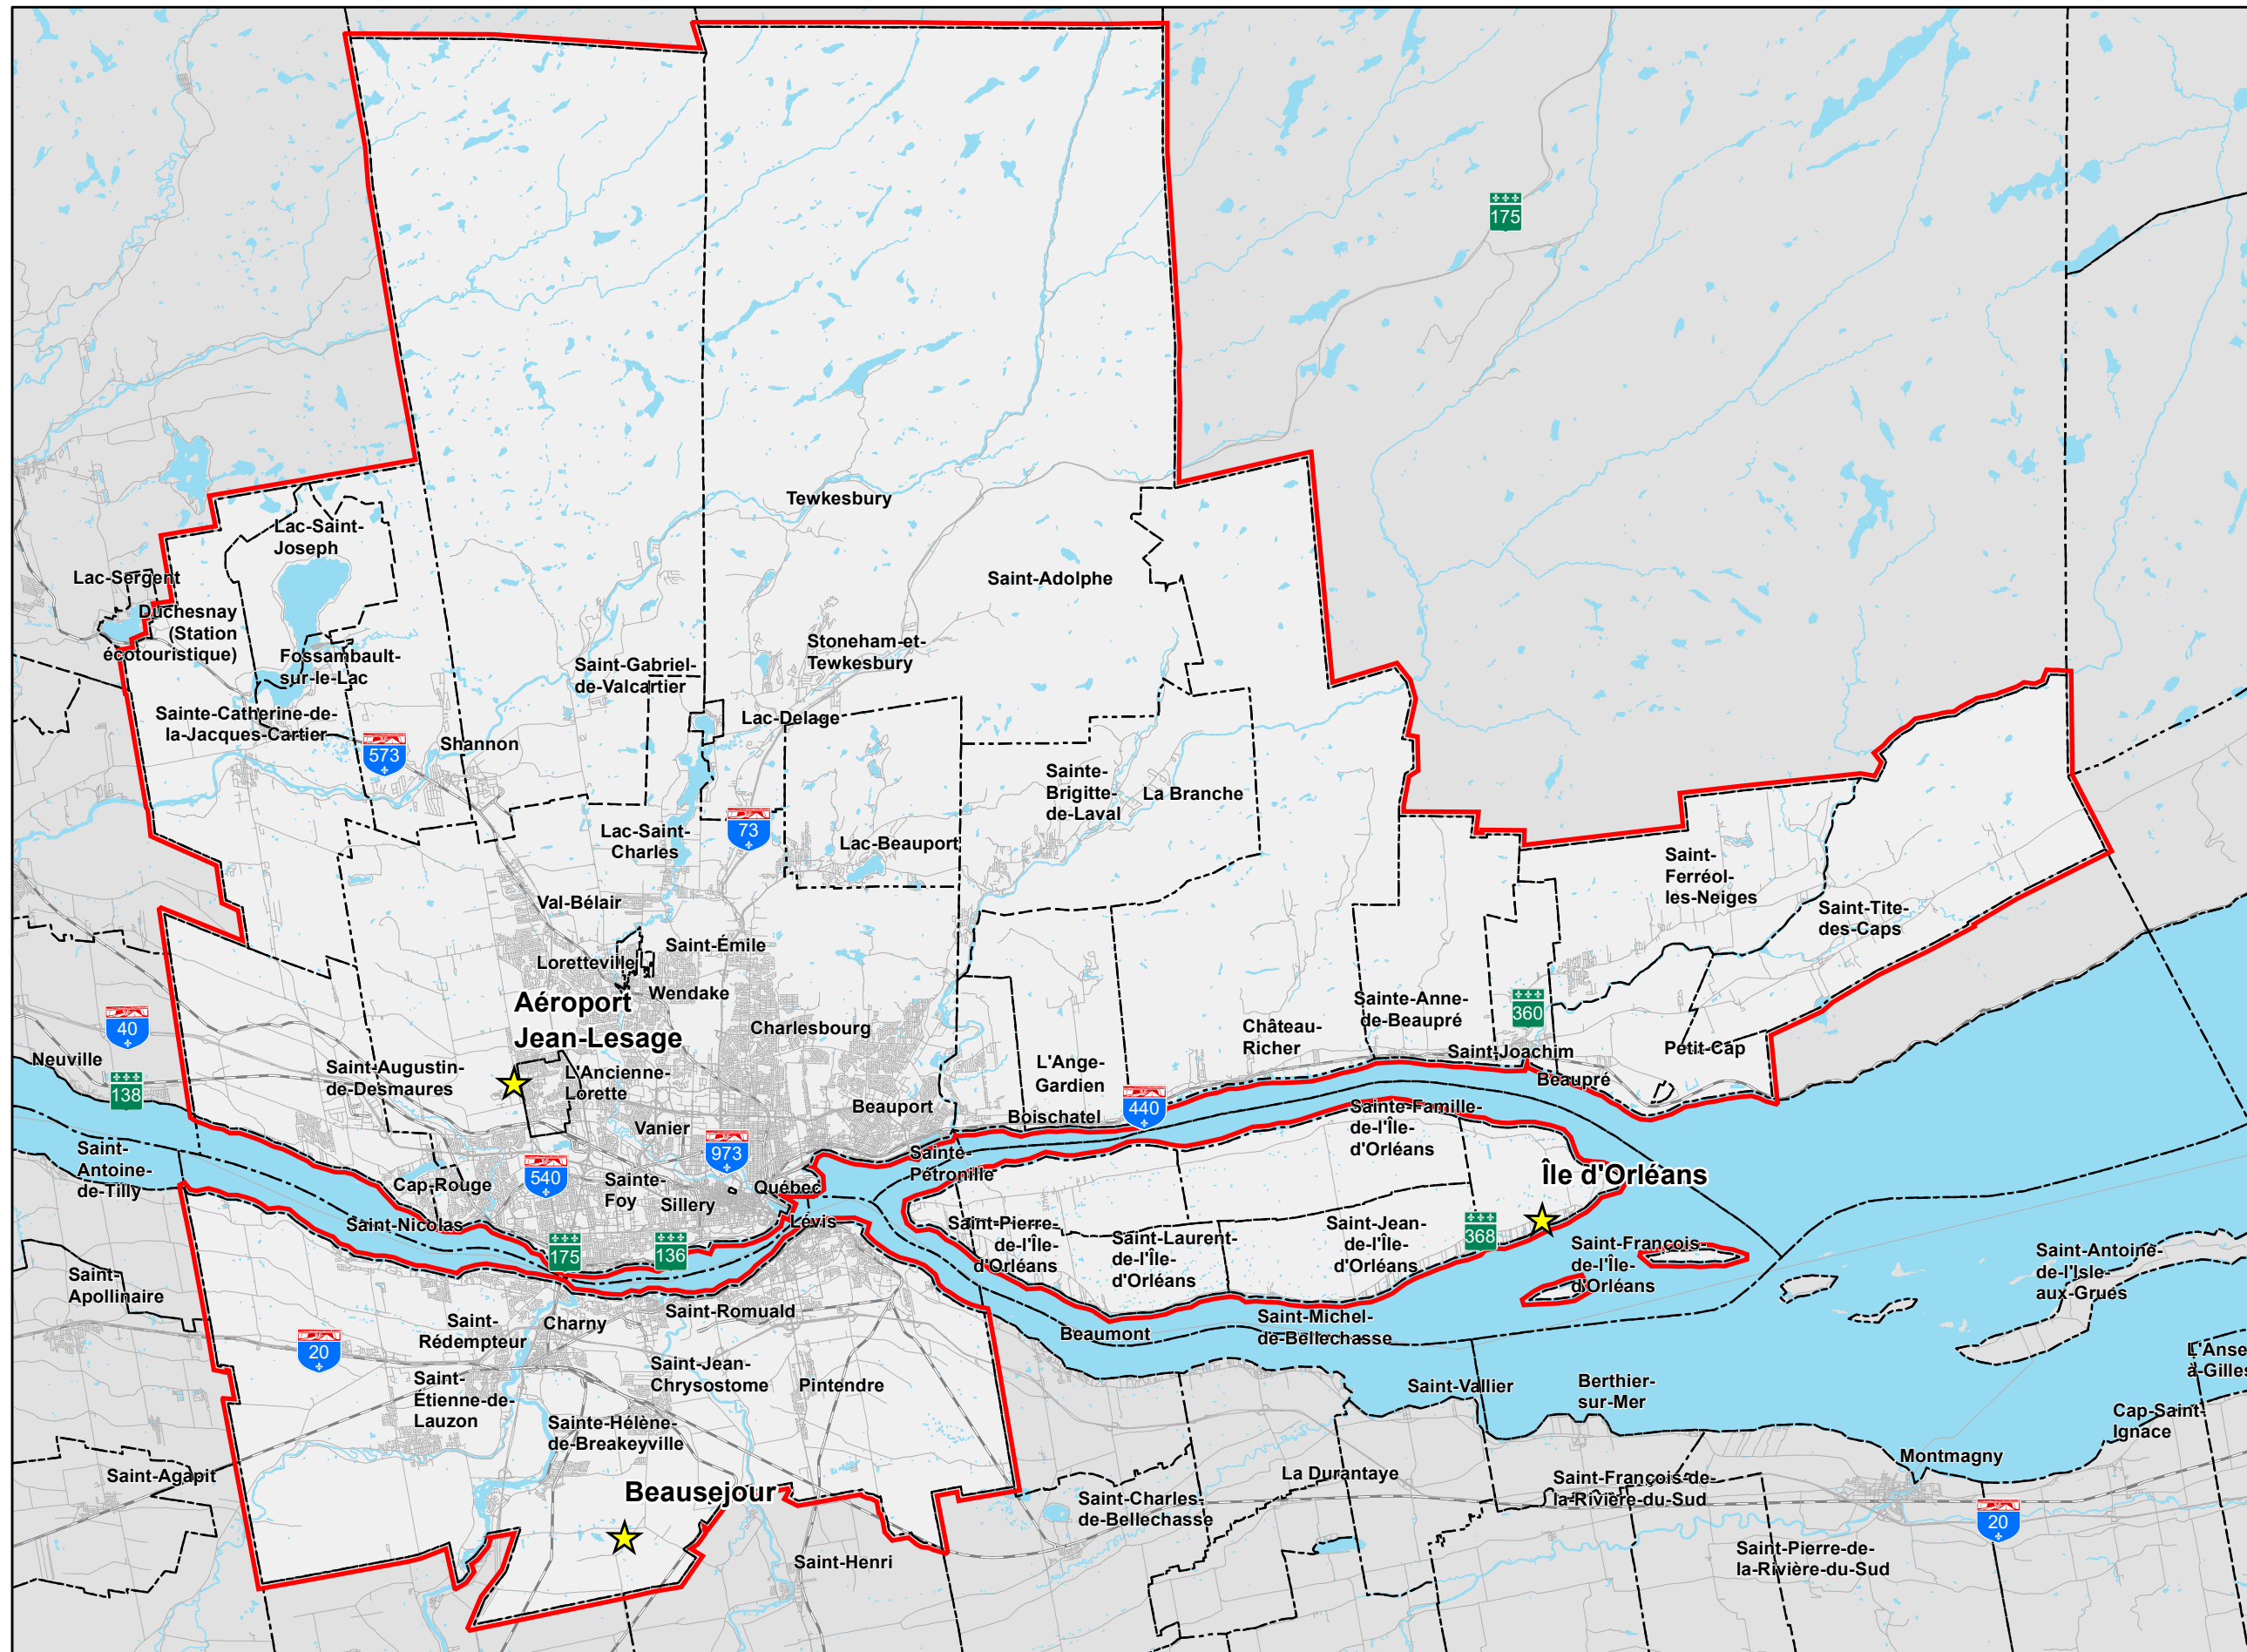 175
Tewkesbury
Lac-Saint-
Joseph
Lac-Sergent
Saint-Adolphe
Duchesnay
(Station
écotouristique)
Fossambault-
sur-le-Lac
Saint-Gabriel-
de-Valcartier
Stoneham-et-
Tewkesbury
Sainte-Catherine-de-
la-Jacques-Cartier
573
Shannon
Lac-Delage
Sainte-
Brigitte-
de-Laval
La Branche
Lac-Saint-
Charles
73
Lac-Beauport
Saint-
Ferréol-
les-Neiges
Saint-Tite-
des-Caps
Val-Bélair
Saint-Émile
Loretteville
Wendake
Aéroport
Jean-Lesage
Charlesbourg
Château-
Richer
Sainte-Anne-
de-Beaupré
360
Saint-Joachim
Petit-Cap
Beaupré
40
Neuville
138
Saint-Augustin-
de-Desmaures
L'Ancienne-
Lorette
L'Ange-
Gardien
Beauport
Boischatel
440
Vanier
973
Sainte-Famille-
de-l'Île-
d'Orléans
Saint-
Antoine-
de-Tilly
Cap-Rouge
540
Sainte-
Foy
Sillery
Québec
Sainte-
Pétronille
Île d'Orléans
Saint-Nicolas
Lévis
175
136
Saint-Pierre-
de-l'Île-
d'Orléans
Saint-Laurent-
de-l'Île-
d'Orléans
Saint-Jean-
de-l'Île-
d'Orléans
368
Saint-François-
de-l'Île-
d'Orléans
Saint-Antoine-
de-l'Isle-
aux-Grues
Saint-
Apollinaire
20
Saint-
Rédempteur
Charny
Saint-Romuald
Beaumont
Saint-Michel-
de-Bellechasse
L'Anse-
à-Gilles
Saint-
Étienne-de-
Lauzon
Saint-Jean-
Chrysostome
Pintendre
Saint-Vallier
Berthier-
sur-Mer
Cap-Saint-
Ignace
Sainte-Hélène-
de-Breakeyville
Montmagny
Saint-Agapit
Beausejour
Saint-Charles-
de-Bellechasse
La Durantaye
Saint-François-de-
la-Rivière-du-Sud
20
Saint-Henri
Saint-Pierre-de-
la-Rivière-du-Sud